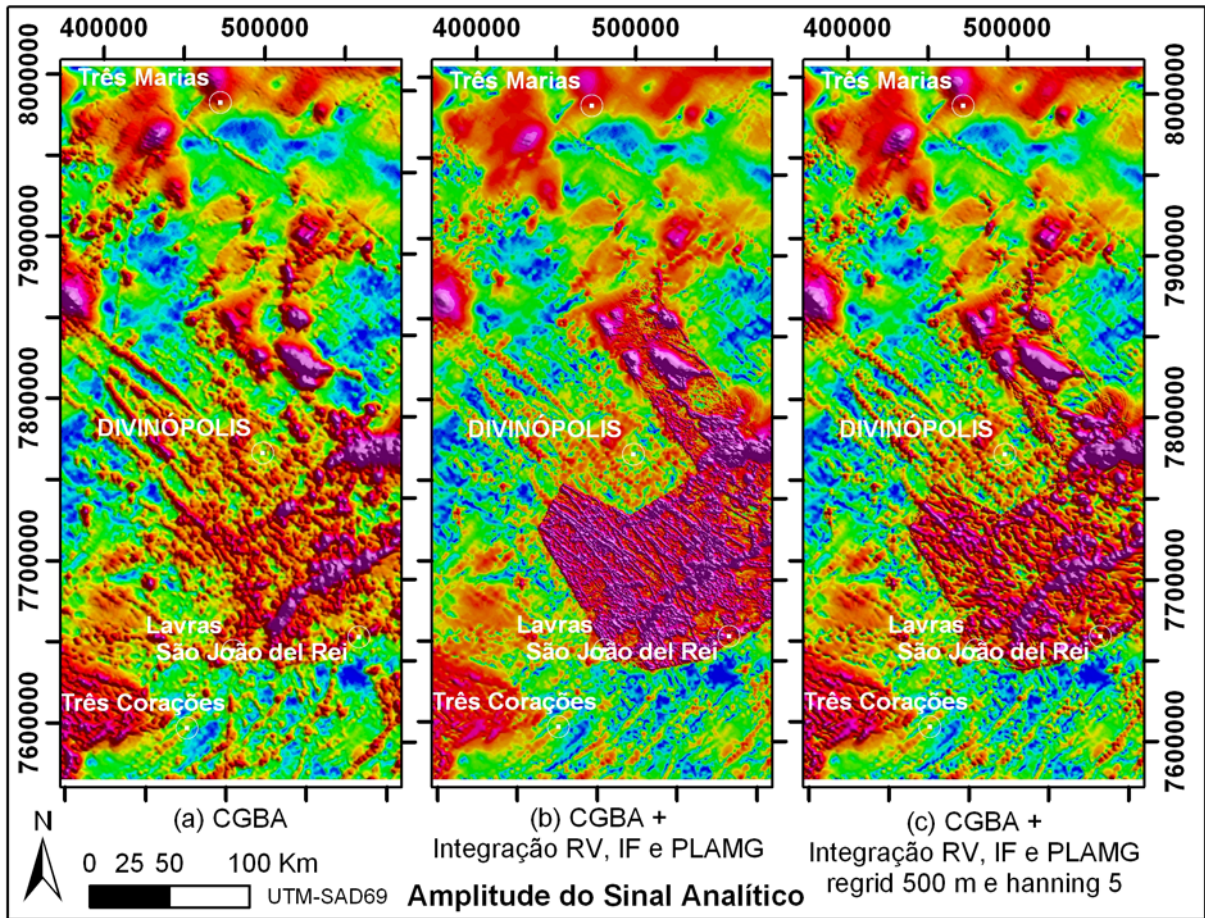 400000 500000 400000 500000 400000 500000
8000000 7900000 7800000 7700000 7600000
Três Marias
DIVINÓPOLIS
Lavras
São João del Rei
Três Corações
Três Marias
DIVINÓPOLIS
Lavras
São João del Rei
Três Corações
Três Marias
DIVINÓPOLIS
Lavras
São João del Rei
Três Corações
8000000 7900000 7800000 7700000 7600000
(a) CGBA
(b) CGBA +
Integração RV, IF e PLAMG
(c) CGBA +
Integração RV, IF e PLAMG
regrid 500 m e hanning 5
N
0 25 50 100 Km
UTM-SAD69
Amplitude do Sinal Analítico